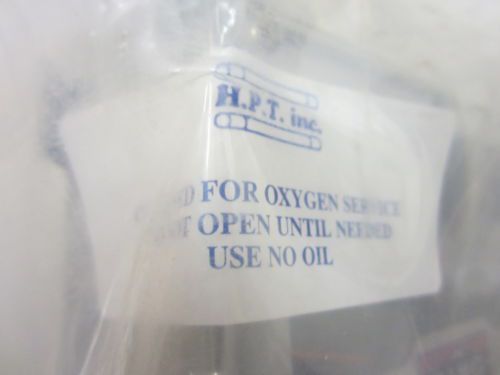 H.P.T. inc.
FOR OXYGEN SERVICE
OPEN UNTIL NEEDED
USE NO OIL